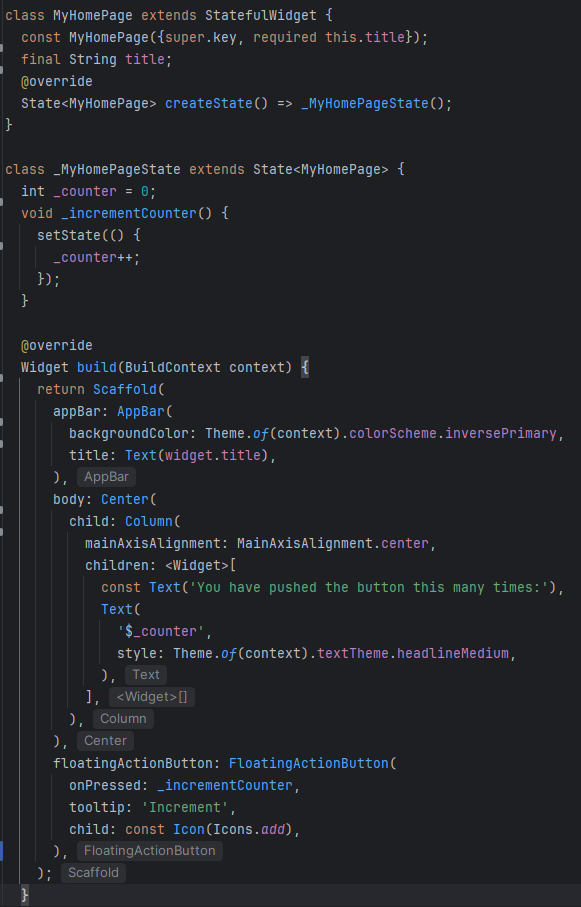 class MyHomePage extends StatefulWidget {
  const MyHomePage({super.key, required this.title});
  final String title;
  @override
  State<MyHomePage> createState() => _MyHomePageState();
}

class _MyHomePageState extends State<MyHomePage> {
  int _counter = 0;
  void _incrementCounter() {
    setState(() {
      _counter++;
    });
  }

  @override
  Widget build(BuildContext context) {
    return Scaffold(
      appBar: AppBar(
        backgroundColor: Theme.of(context).colorScheme.inversePrimary,
        title: Text(widget.title),
      ), AppBar
      body: Center(
        child: Column(
          mainAxisAlignment: MainAxisAlignment.center,
          children: <Widget>[
            const Text('You have pushed the button this many times:'),
            Text(
              '$_counter',
              style: Theme.of(context).textTheme.headlineMedium,
            ), Text
          ], <Widget>[]
        ), Column
      ), Center
      floatingActionButton: FloatingActionButton(
        onPressed: _incrementCounter,
        tooltip: 'Increment',
        child: const Icon(Icons.add),
      ), FloatingActionButton
    ); Scaffold
  }